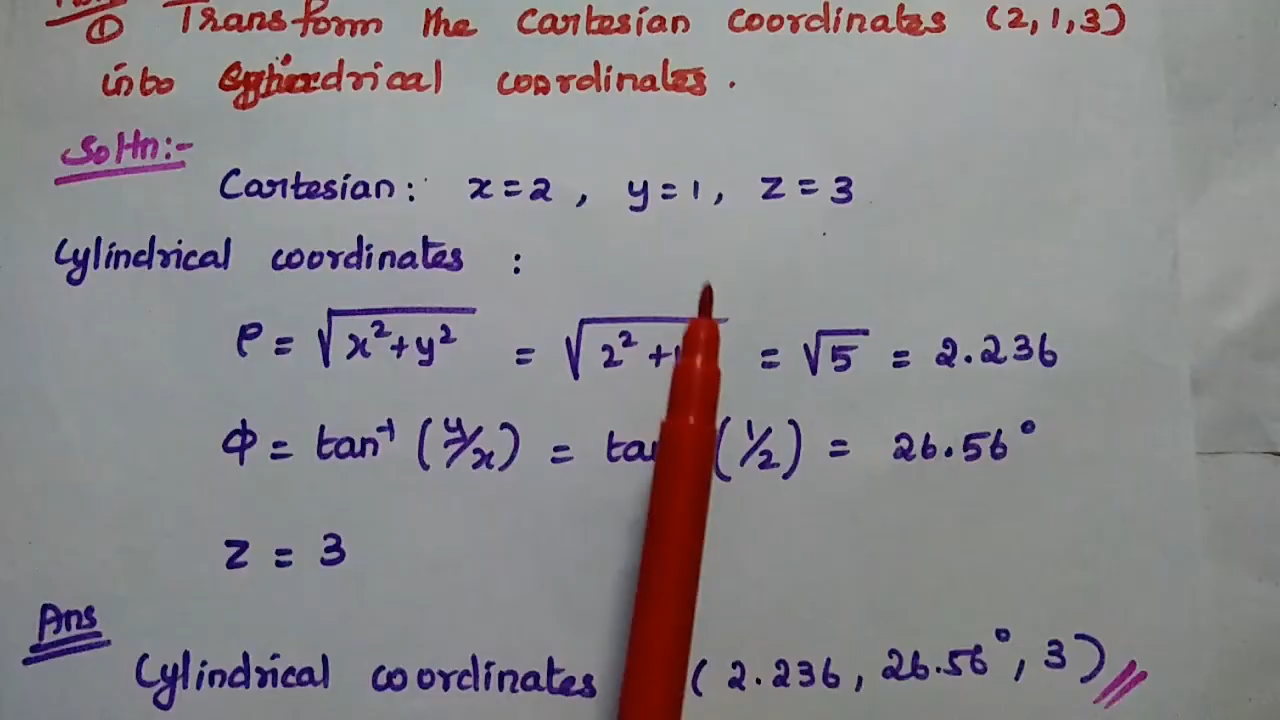 ① Transform the Cartesian coordinates (2,1,3)
into coordinates.
Soltn:-
Cartesian: x=2, y=1, z=3
Cylindrical coordinates :
ρ = √x²+y² = √2²+ = √5 = 2.236
Φ = tan⁻¹ (y/x) = (1/2) = 26.56°
z = 3
Ans
Cylindrical coordinates (2.236, 26.56°, 3)